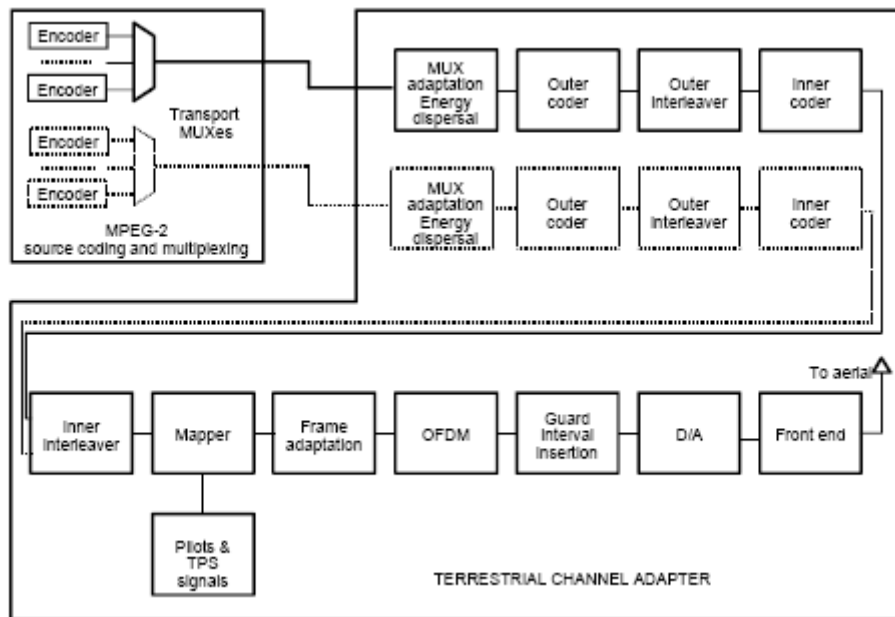 Encoder
Encoder
Transport
MUXes
Encoder
Encoder
MPEG-2
source coding and multiplexing
MUX
adaptation
Energy
dispersal
Outer
coder
Outer
Interleaver
Inner
coder
MUX
adaptation
Energy
dispersal
Outer
coder
Outer
Interleaver
Inner
coder
To aerial
Inner
Interleaver
Mapper
Frame
adaptation
OFDM
Guard
Interval
Insertion
D/A
Front end
Pilots &
TPS
signals
TERRESTRIAL CHANNEL ADAPTER